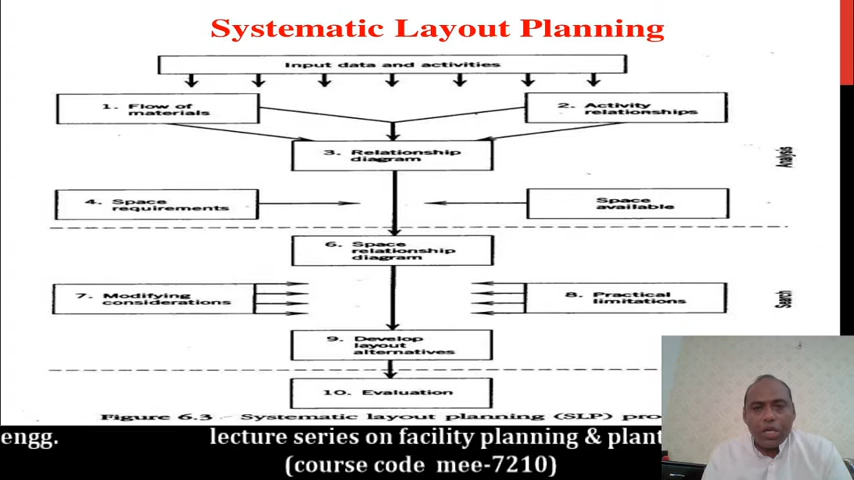 Systematic Layout Planning
Input data and activities
1. Flow of
materials
2. Activity
relationships
3. Relationship
diagram
Analysis
4. Space
requirements
Space
available
6. Space
relationship
diagram
7. Modifying
considerations
8. Practical
limitations
Search
9. Develop
layout
alternatives
10. Evaluation
Figure 6.3 Systematic layout planning (SLP) pro
engg. lecture series on facility planning & plant
(course code mee-7210)